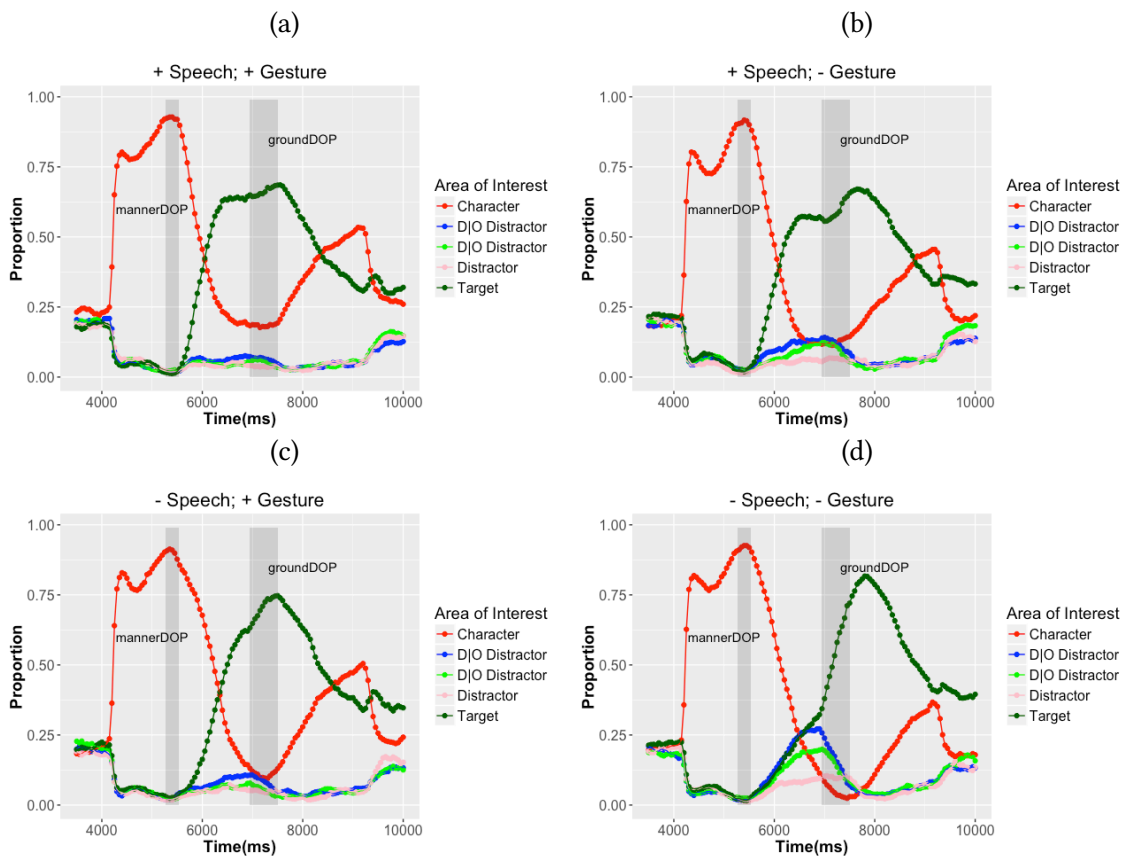 (a)
+ Speech; + Gesture
1.00
0.75
0.50
0.25
0.00
Proportion
mannerDOP
groundDOP
4000 6000 8000 10000
Time(ms)
Area of Interest
Character
D|O Distractor
D|O Distractor
Distractor
Target
(b)
+ Speech; - Gesture
1.00
0.75
0.50
0.25
0.00
Proportion
mannerDOP
groundDOP
4000 6000 8000 10000
Time(ms)
Area of Interest
Character
D|O Distractor
D|O Distractor
Distractor
Target
(c)
- Speech; + Gesture
1.00
0.75
0.50
0.25
0.00
Proportion
mannerDOP
groundDOP
4000 6000 8000 10000
Time(ms)
Area of Interest
Character
D|O Distractor
D|O Distractor
Distractor
Target
(d)
- Speech; - Gesture
1.00
0.75
0.50
0.25
0.00
Proportion
mannerDOP
groundDOP
4000 6000 8000 10000
Time(ms)
Area of Interest
Character
D|O Distractor
D|O Distractor
Distractor
Target